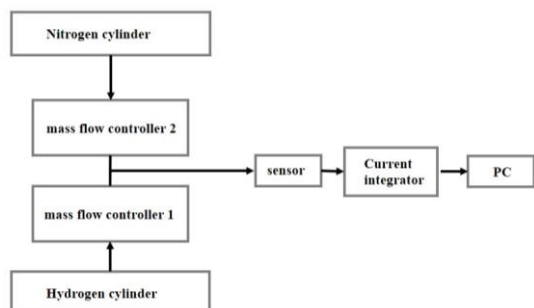 Nitrogen cylinder
mass flow controller 2
sensor
Current
integrator
PC
mass flow controller 1
Hydrogen cylinder